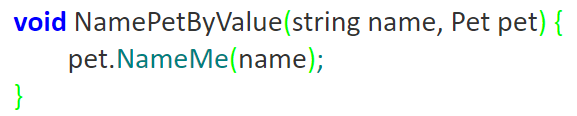 void NamePetByValue(string name, Pet pet) {
pet.NameMe(name);
}